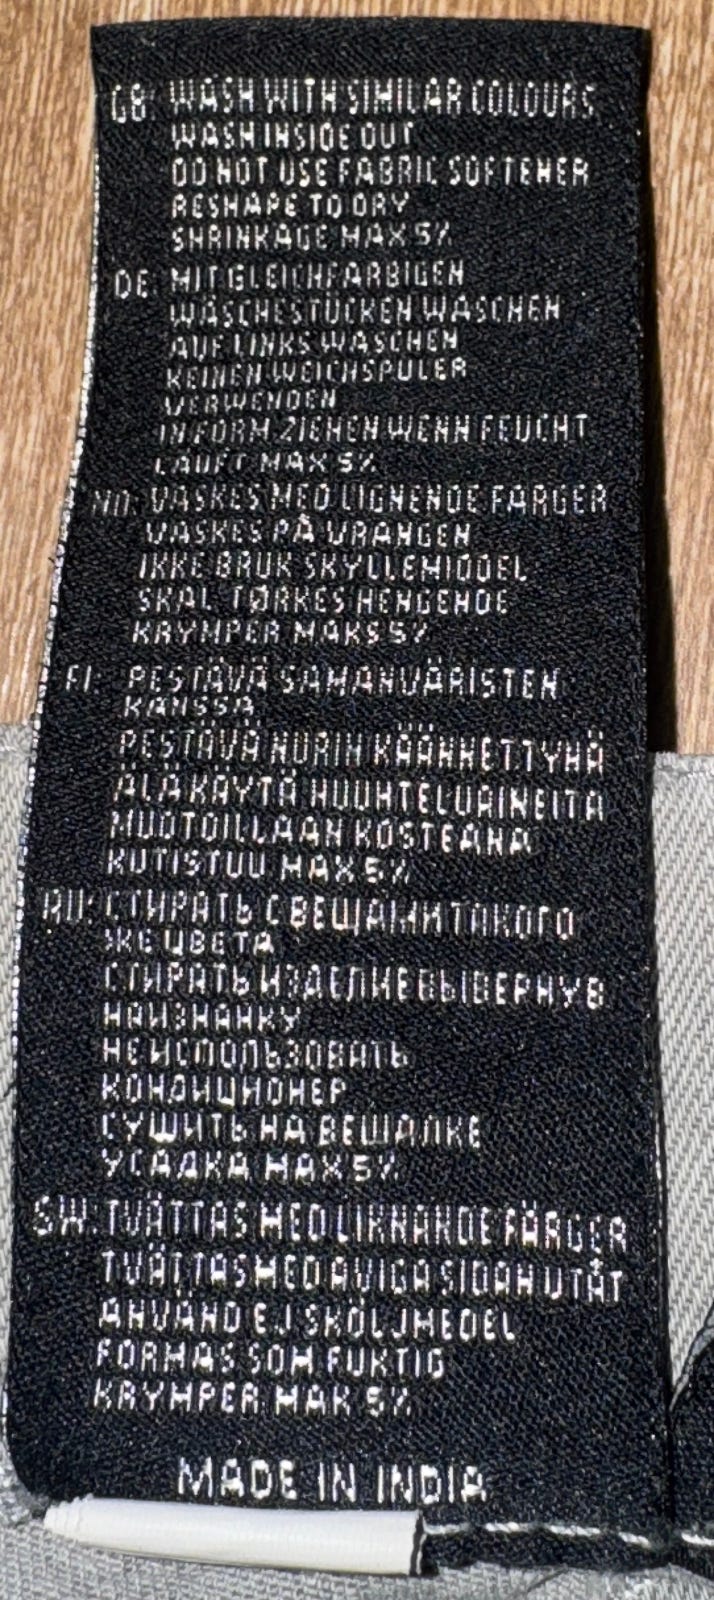 GB: WASH WITH SIMILAR COLOURS
WASH INSIDE OUT
DO NOT USE FABRIC SOFTENER
RESHAPE TO DRY
SHRINKAGE MAX 5%
DE: MIT GLEICHFARBIGEN
WÄSCHESTÜCKEN WASCHEN
AUF LINKS WASCHEN
KEINEN WEICHSPULER
VERWENDEN
IN FORM ZIEHEN WENN FEUCHT
LAUFT MAX 5%
NO: VASKES MED LIGNENDE FARGER
VASKES PÅ VRANGEN
IKKE BRUK SKYLLEMIDDEL
SKAL TØRKES HENGENDE
KRYMPER MAKS 5%
FI: PESTÄVÄ SAMANVÄRISTEN
KANSSA
PESTÄVÄ NURIN KÄÄNNETTYNÄ
ALA KAYTÄ HUUHTELUAINEITA
MUOTOILLAAN KOSTEANA
KUTISTUU MAX 5%
RU: СТИРАТЬ С ВЕЩАМИ ТАКОГО
ЖЕ ЦВЕТА
СТИРАТЬ ИЗДЕЛИЕ ВЫВЕРНУВ
НАИЗНАНКУ
НЕ ИСПОЛЬЗОВАТЬ
КОНДИЦИОНЕР
СУШИТЬ НА ВЕШАЛКЕ
УСАДКА МАХ 5%
SW: TVÄTTAS MED LIKNANDE FÄRGER
TVÄTTAS MED AVIGA SIDAN UTÅT
ANVÄND EJ SKÖLJMEDEL
FORMAS SOM FUKTIG
KRYMPER MAK 5%
MADE IN INDIA